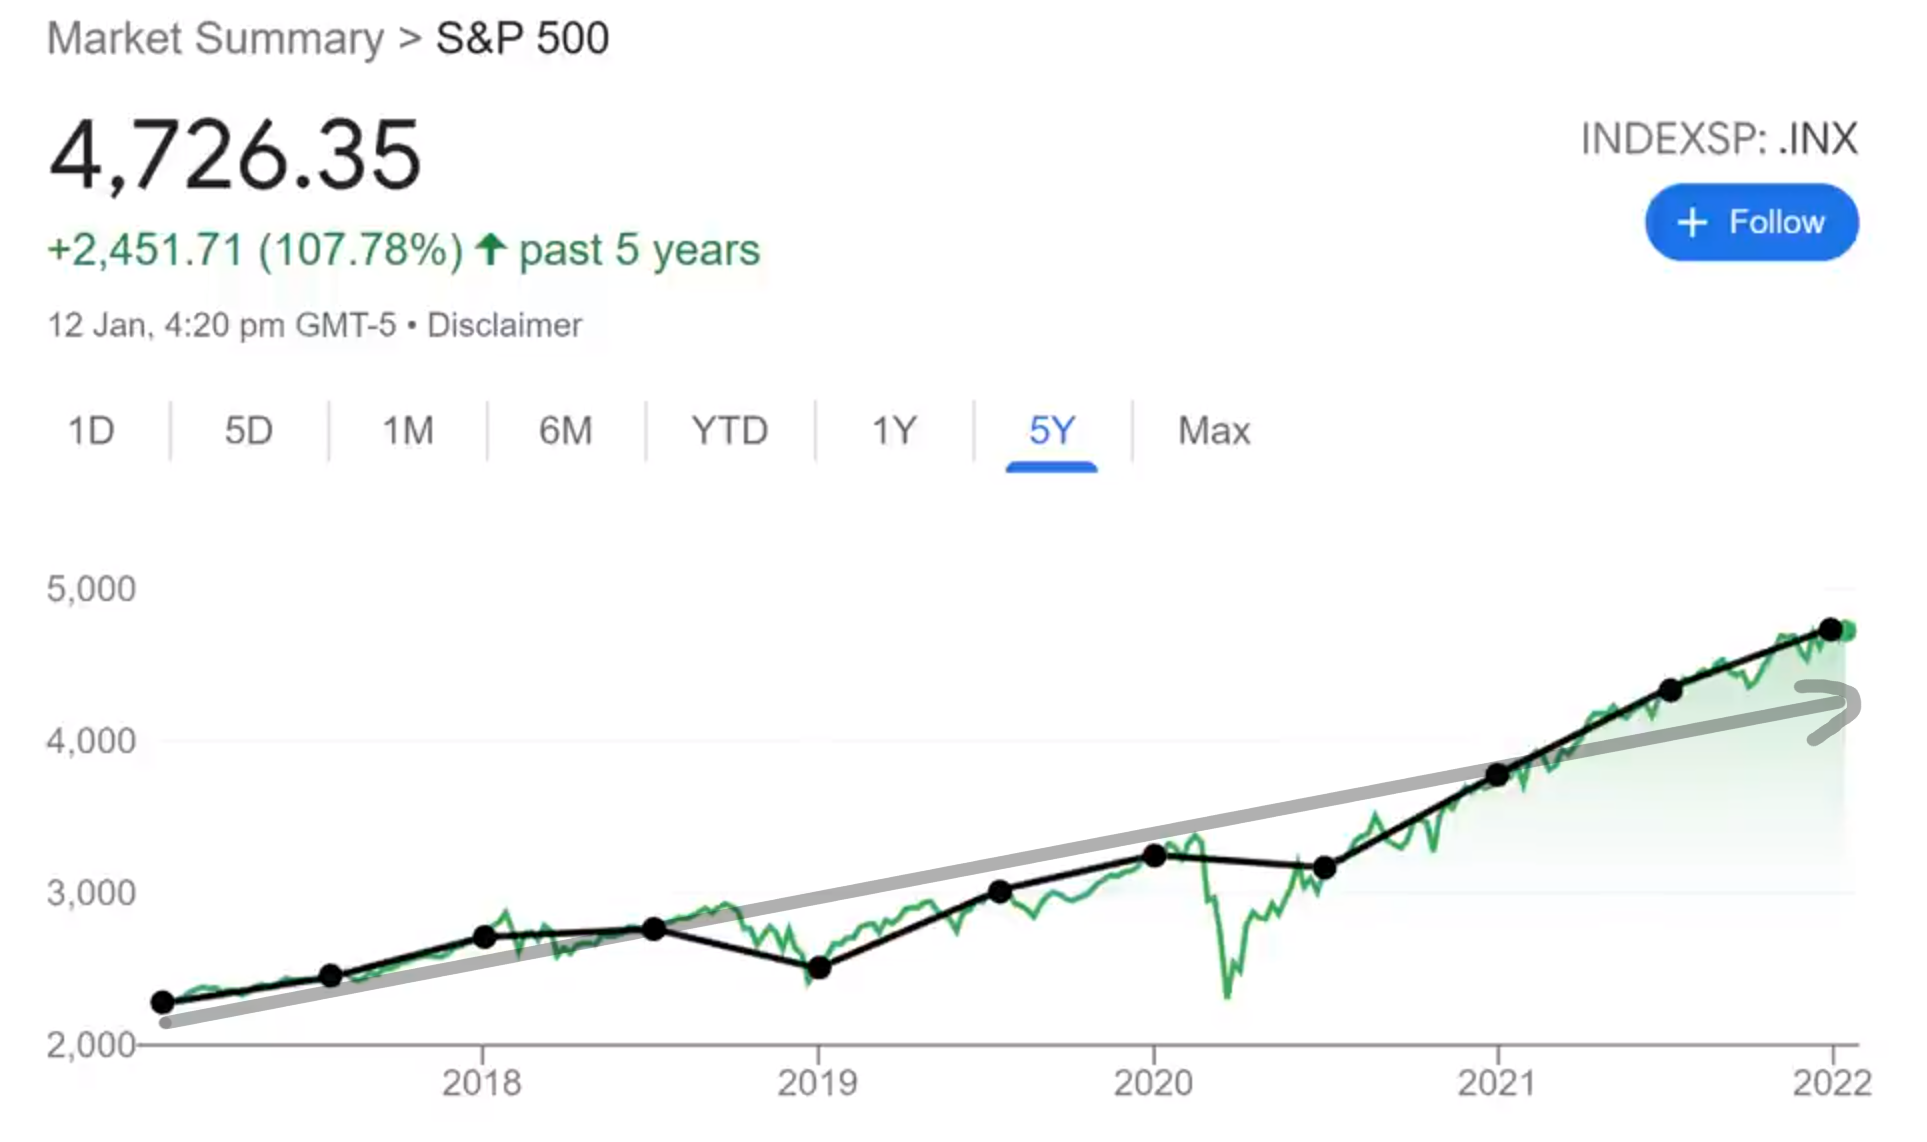 Market Summary > S&P 500
4,726.35
INDEXSP: .INX
+2,451.71 (107.78%) ↑ past 5 years
+ Follow
12 Jan, 4:20 pm GMT-5 • Disclaimer
1D 5D 1M 6M YTD 1Y 5Y Max
5,000
4,000
3,000
2,000
2018 2019 2020 2021 2022